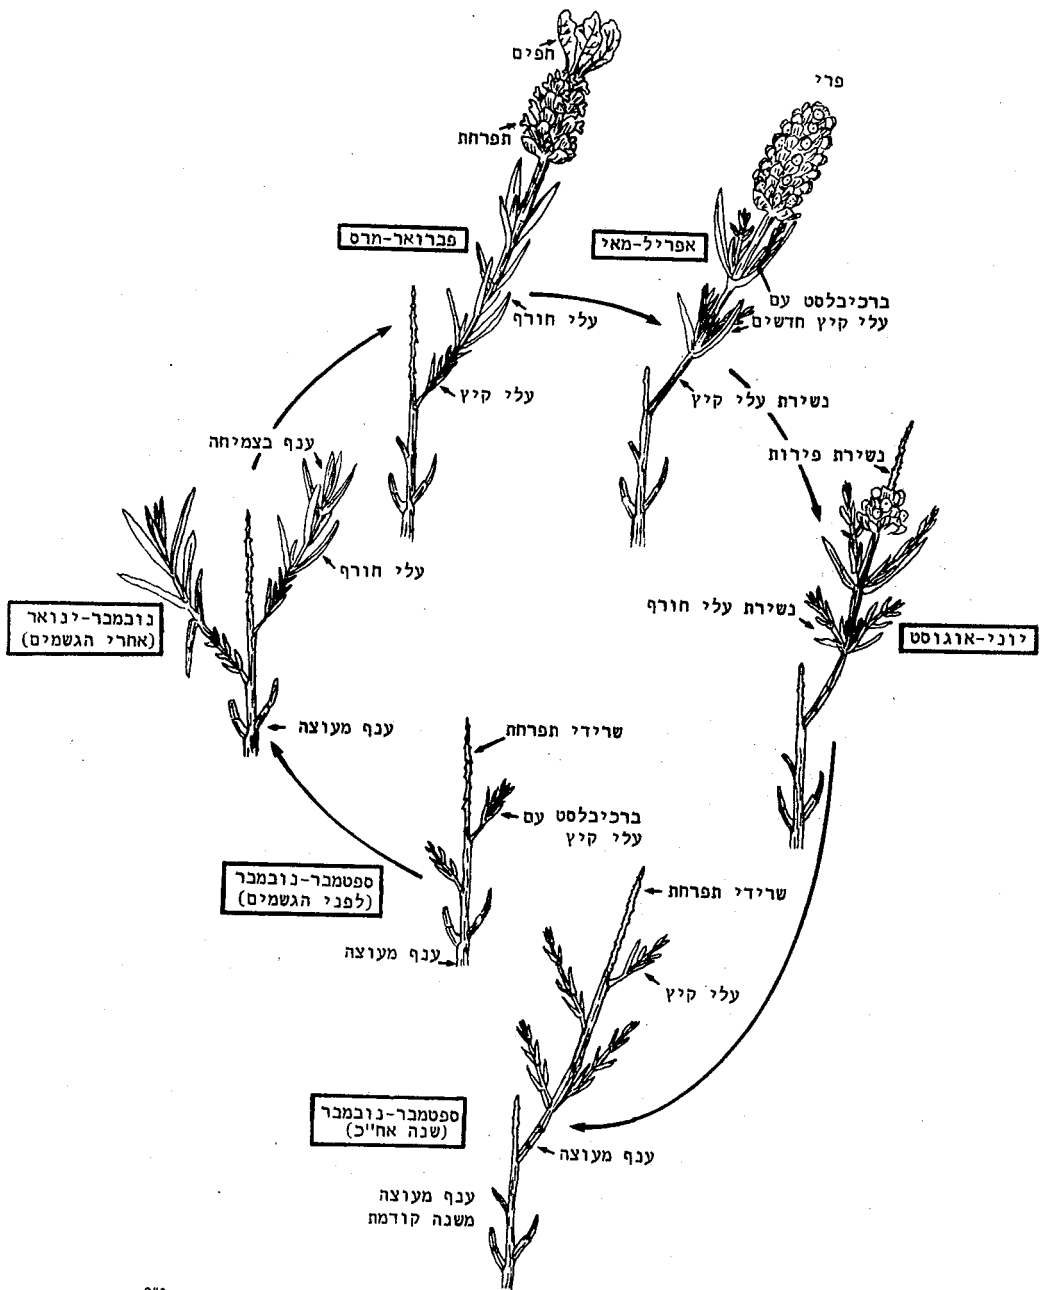 חפים
תפרחת
פברואר-מרס
עלי חורף
עלי קיץ
פרי
אפריל-מאי
ברכיבלסט עם
עלי קיץ חדשים
נשירת עלי קיץ
נשירת פירות
נשירת עלי חורף
יוני-אוגוסט
ענף בצמיחה
עלי חורף
נובמבר-ינואר
(אחרי הגשמים)
ענף מעוצה
שרידי תפרחת
ברכיבלסט עם
עלי קיץ
ספטמבר-נובמבר
(לפני הגשמים)
ענף מעוצה
שרידי תפרחת
עלי קיץ
ספטמבר-נובמבר
(שנה אח"כ)
ענף מעוצה
ענף מעוצה
משנה קודמת